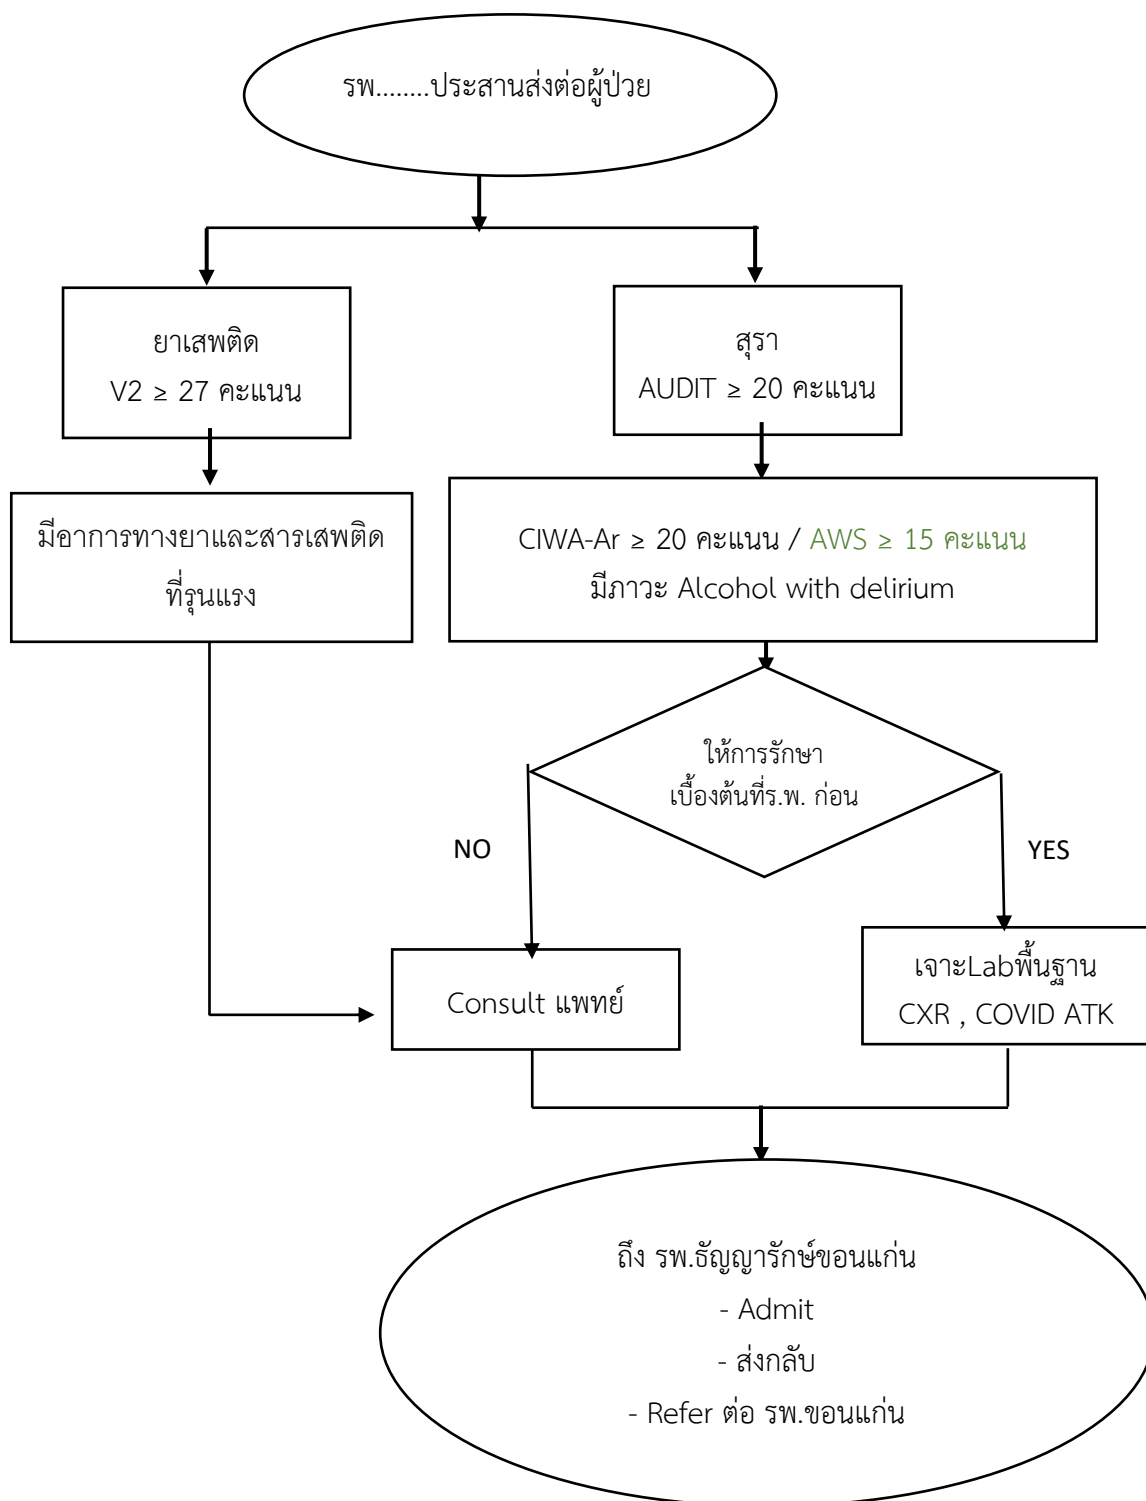 รพ........ประสานส่งต่อผู้ป่วย
ยาเสพติด
V2 ≥ 27 คะแนน
สุรา
AUDIT ≥ 20 คะแนน
มีอาการทางยาและสารเสพติด
ที่รุนแรง
CIWA-Ar ≥ 20 คะแนน / AWS ≥ 15 คะแนน
มีภาวะ Alcohol with delirium
ให้การรักษา
เบื้องต้นที่ร.พ. ก่อน
NO
YES
Consult แพทย์
เจาะLabพื้นฐาน
CXR , COVID ATK
ถึง รพ.ธัญญารักษ์ขอนแก่น
- Admit
- ส่งกลับ
- Refer ต่อ รพ.ขอนแก่น